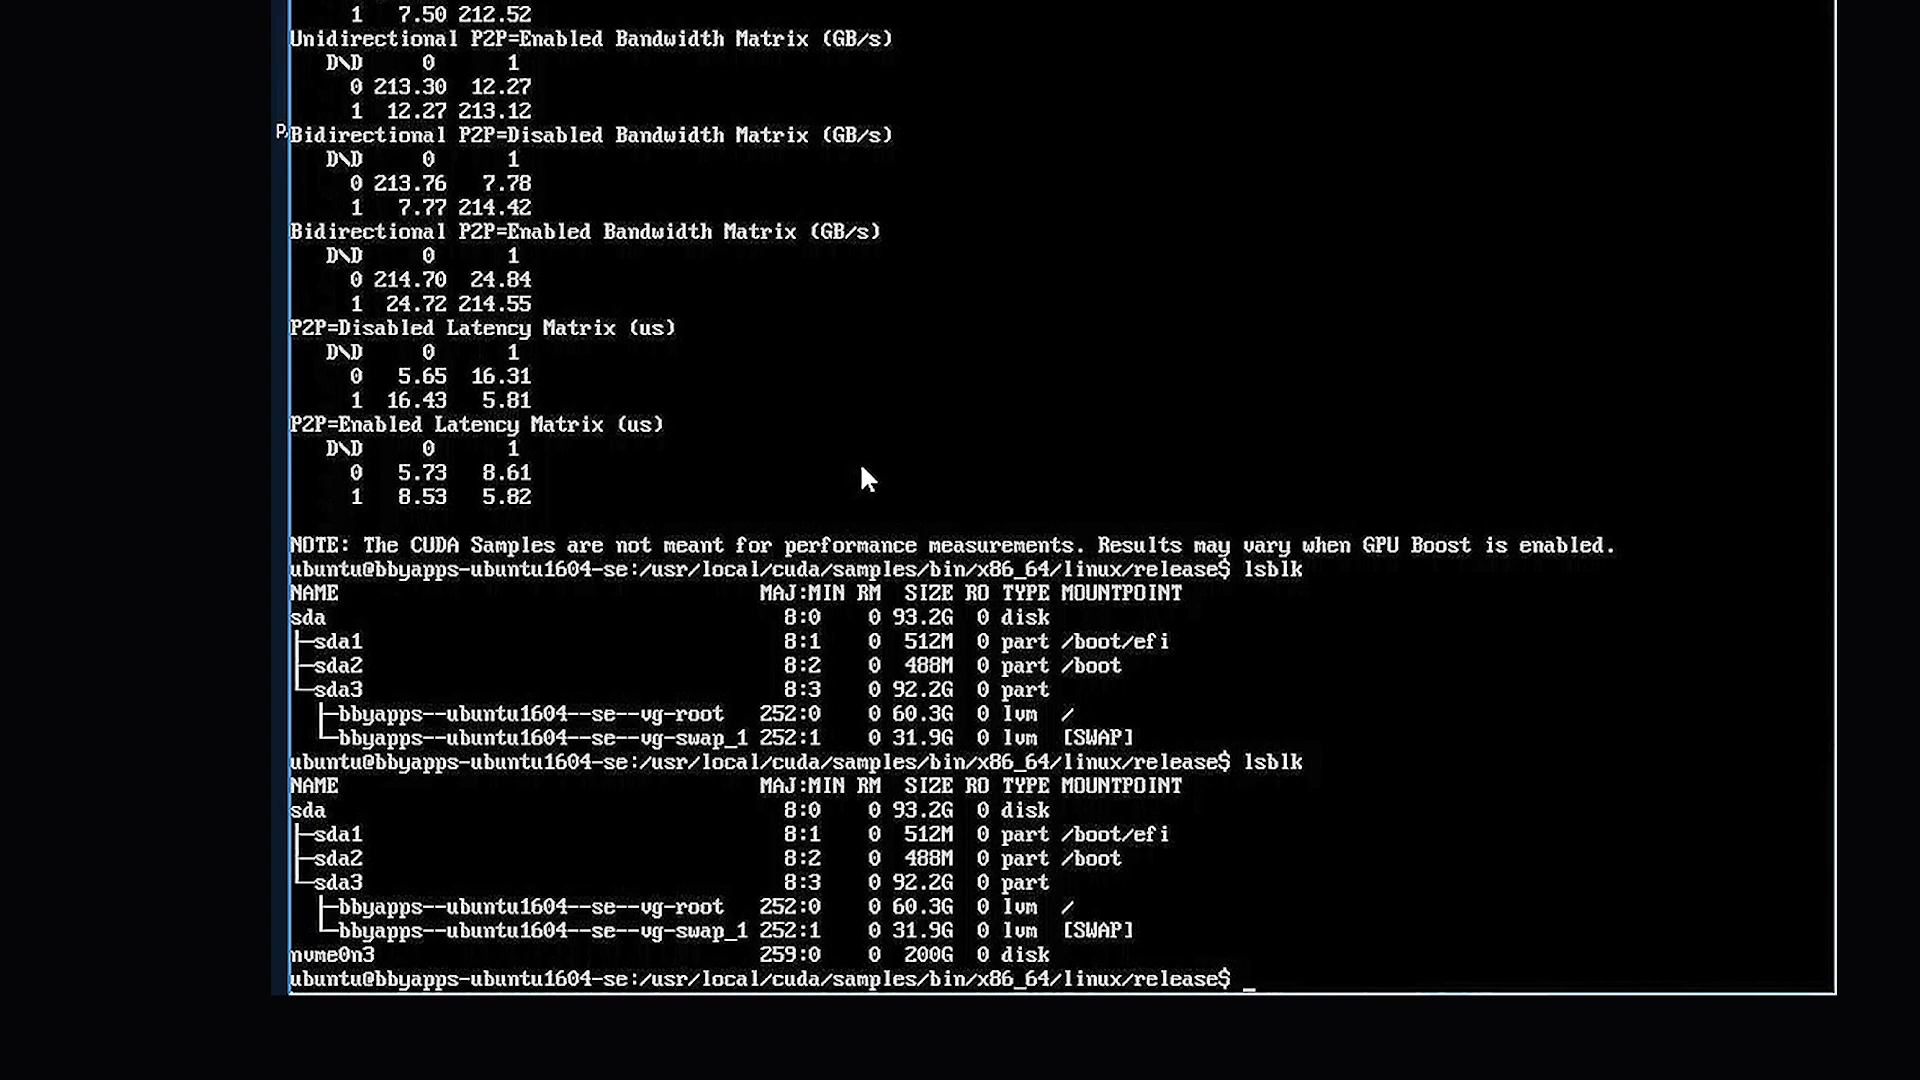 1 7.50 212.52
Unidirectional P2P=Enabled Bandwidth Matrix (GB/s)
D\D 0 1
0 213.30 12.27
1 12.27 213.12
P
Bidirectional P2P=Disabled Bandwidth Matrix (GB/s)
D\D 0 1
0 213.76 7.78
1 7.77 214.42
Bidirectional P2P=Enabled Bandwidth Matrix (GB/s)
D\D 0 1
0 214.70 24.84
1 24.72 214.55
P2P=Disabled Latency Matrix (us)
D\D 0 1
0 5.65 16.31
1 16.43 5.81
P2P=Enabled Latency Matrix (us)
D\D 0 1
0 5.73 8.61
1 8.53 5.82
NOTE: The CUDA Samples are not meant for performance measurements. Results may vary when GPU Boost is enabled.
ubuntu@bbyapps-ubuntu1604-se:/usr/local/cuda/samples/bin/x86_64/linux/release$ lsblk
NAME MAJ:MIN RM SIZE RO TYPE MOUNTPOINT
sda 8:0 0 93.2G 0 disk
├─sda1 8:1 0 512M 0 part /boot/efi
├─sda2 8:2 0 488M 0 part /boot
└─sda3 8:3 0 92.2G 0 part
├─bbyapps--ubuntu1604--se--vg-root 252:0 0 60.3G 0 lvm /
└─bbyapps--ubuntu1604--se--vg-swap_1 252:1 0 31.9G 0 lvm [SWAP]
ubuntu@bbyapps-ubuntu1604-se:/usr/local/cuda/samples/bin/x86_64/linux/release$ lsblk
NAME MAJ:MIN RM SIZE RO TYPE MOUNTPOINT
sda 8:0 0 93.2G 0 disk
├─sda1 8:1 0 512M 0 part /boot/efi
├─sda2 8:2 0 488M 0 part /boot
└─sda3 8:3 0 92.2G 0 part
├─bbyapps--ubuntu1604--se--vg-root 252:0 0 60.3G 0 lvm /
└─bbyapps--ubuntu1604--se--vg-swap_1 252:1 0 31.9G 0 lvm [SWAP]
nvme0n3 259:0 0 200G 0 disk
ubuntu@bbyapps-ubuntu1604-se:/usr/local/cuda/samples/bin/x86_64/linux/release$ _